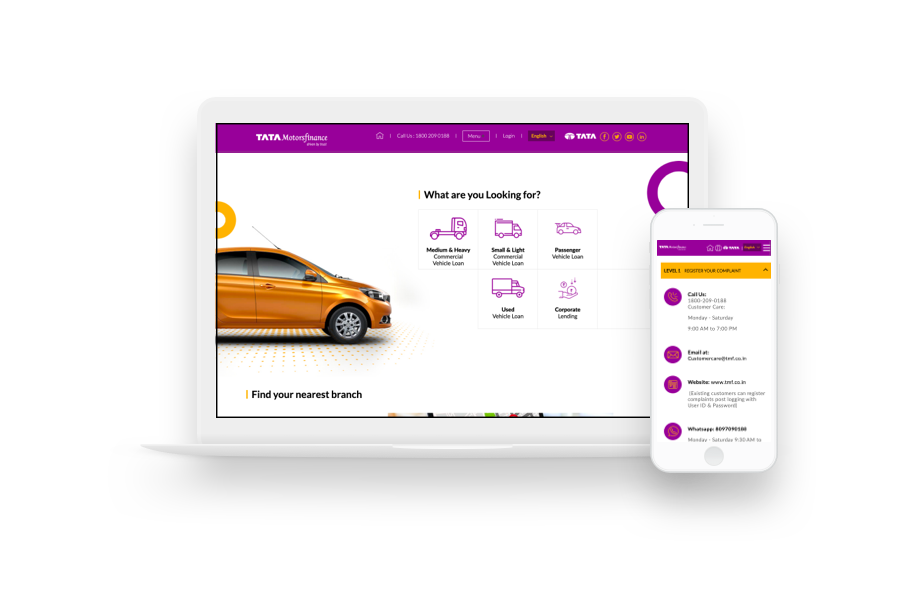 TATA Motorsfinance
driven by trust
Call Us : 1800 209 0188
Menu
Login
English
TATA
What are you Looking for?
Medium & Heavy
Commercial
Vehicle Loan
Small & Light
Commercial
Vehicle Loan
Passenger
Vehicle Loan
Used
Vehicle Loan
Corporate
Lending
Find your nearest branch
TATA Motorsfinance
TATA
English
LEVEL 1 REGISTER YOUR COMPLAINT
Call Us:
1800-209-0188
Customer Care:
Monday - Saturday
9:00 AM to 7:00 PM
Email at:
Customercare@tmf.co.in
Website: www.tmf.co.in
(Existing customers can register
complaints post logging with
User ID & Password)
Whatsapp: 8097090188
Monday - Saturday 9:30 AM to